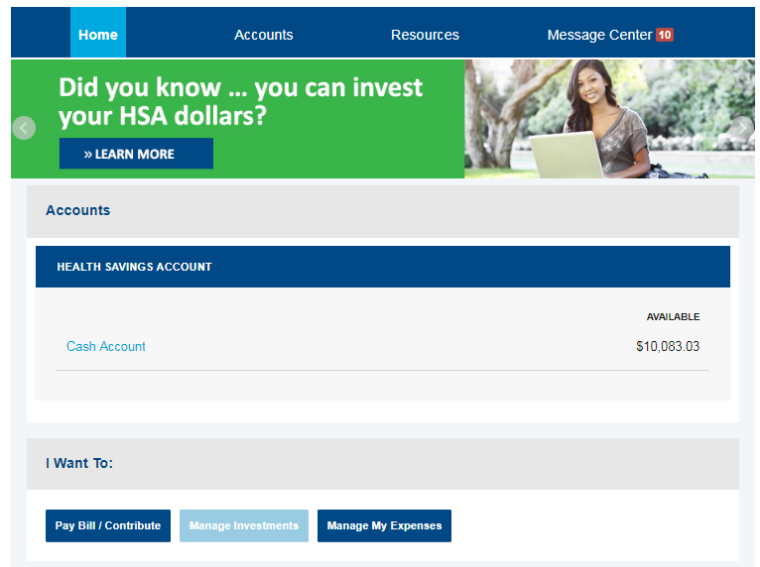 Home Accounts Resources Message Center 10
Did you know ... you can invest
your HSA dollars?
» LEARN MORE
Accounts
HEALTH SAVINGS ACCOUNT
AVAILABLE
Cash Account $10,083.03
I Want To:
Pay Bill / Contribute Manage Investments Manage My Expenses